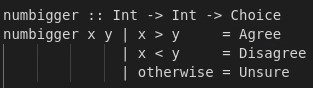 numbigger :: Int -> Int -> Choice
numbigger x y | x > y     = Agree
              | x < y     = Disagree
              | otherwise = Unsure